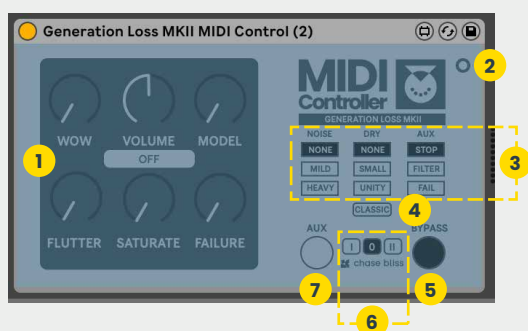 Generation Loss MKII MIDI Control (2)
MIDI
Controller
GENERATION LOSS MKII
2
WOW VOLUME MODEL
OFF
1
NOISE DRY AUX
NONE NONE STOP
MILD SMALL FILTER
HEAVY UNITY FAIL
3
CLASSIC
4
FLUTTER SATURATE FAILURE
AUX BYPASS
I 0 II
chase bliss
7
5
6